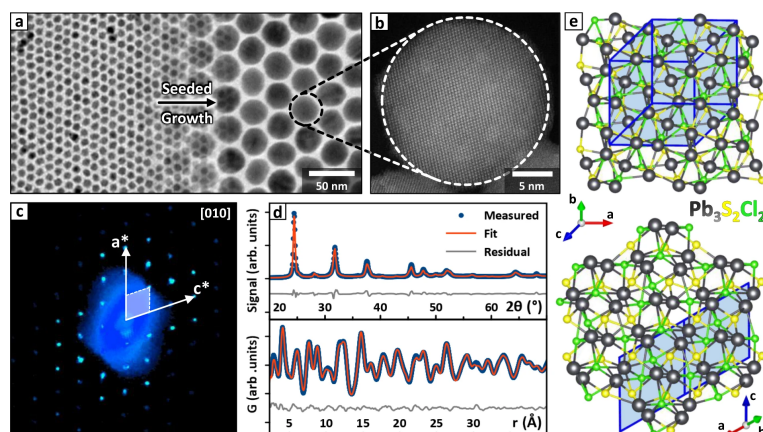 a
Seeded
Growth
50 nm
b
5 nm
e
b
a
c
Pb3S2Cl2
c
[010]
a*
c*
d
Measured
Fit
Residual
Signal (arb. units)
20
30
40
50
60
2θ (°)
G (arb .units)
5
10
15
20
25
30
r (Å)
c
a
b